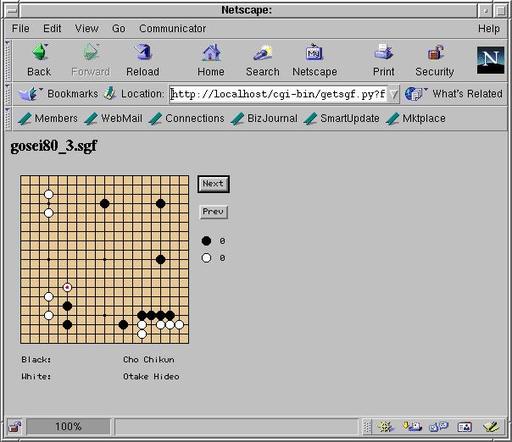 Netscape:
File Edit View Go Communicator Help
Back Forward Reload Home Search Netscape Print Security
My
N
Bookmarks Location: http://localhost/cgi-bin/getsgf.py?f What's Related
Members WebMail Connections BizJournal SmartUpdate Mktplace
gosei80_3.sgf
Next
Prev
0
0
Black: Cho Chikun
White: Otake Hideo
100%